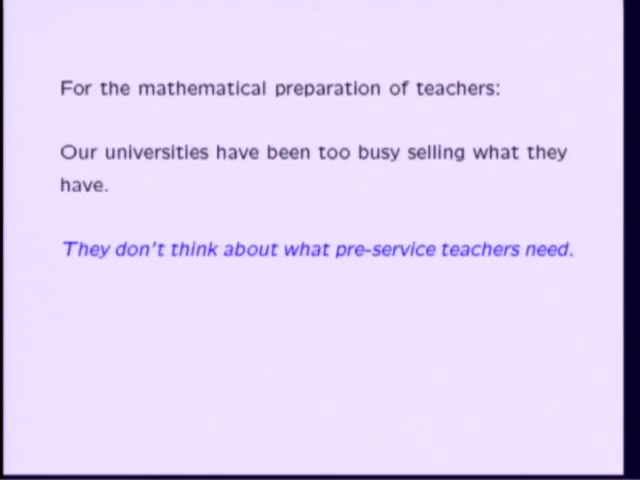 For the mathematical preparation of teachers:
Our universities have been too busy selling what they
have.
They don't think about what pre-service teachers need.